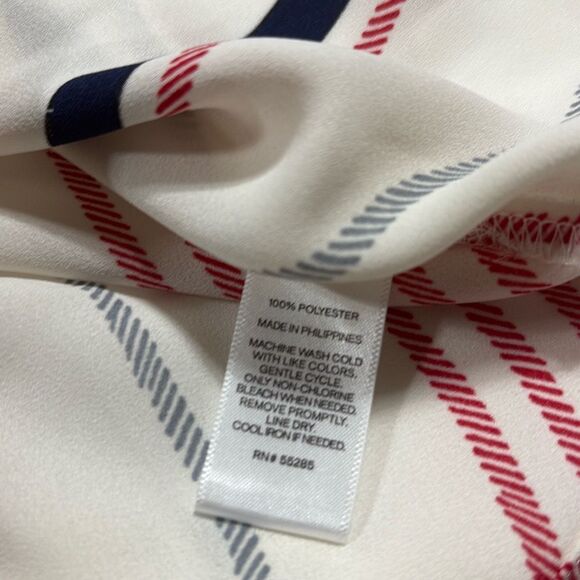 100% POLYESTER
MADE IN PHILIPPINES
MACHINE WASH COLD
WITH LIKE COLORS.
GENTLE CYCLE.
ONLY NON-CHLORINE
BLEACH WHEN NEEDED.
REMOVE PROMPTLY.
LINE DRY.
COOL IRON IF NEEDED.
RN# 55285